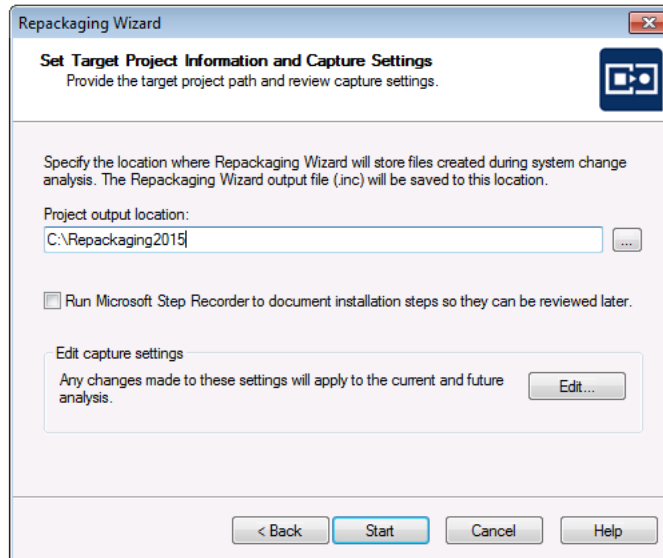 Repackaging Wizard
Set Target Project Information and Capture Settings
Provide the target project path and review capture settings.
Specify the location where Repackaging Wizard will store files created during system change
analysis. The Repackaging Wizard output file (.inc) will be saved to this location.
Project output location:
C:\Repackaging2015
...
Run Microsoft Step Recorder to document installation steps so they can be reviewed later.
Edit capture settings
Any changes made to these settings will apply to the current and future
analysis.
Edit...
< Back
Start
Cancel
Help